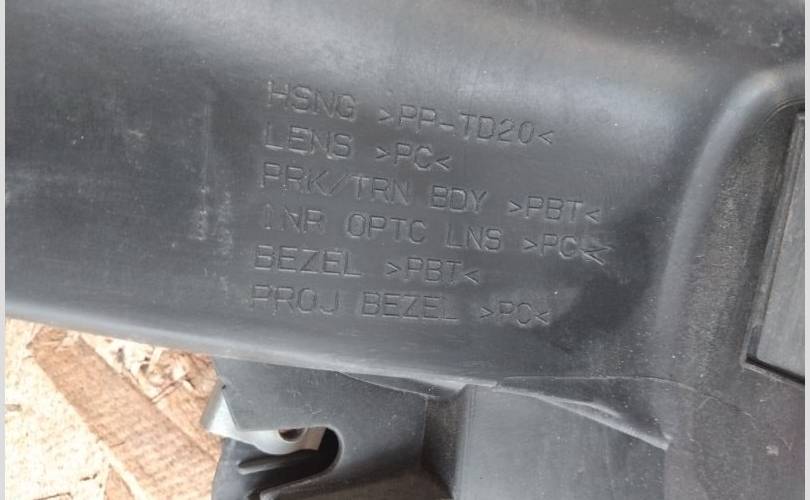 HSNG >PP-TD20<
LENS >PC<
PRK/TRN BDY >PBT<
INR OPTC LNS >PC<
BEZEL >PBT<
PROJ BEZEL >PC<